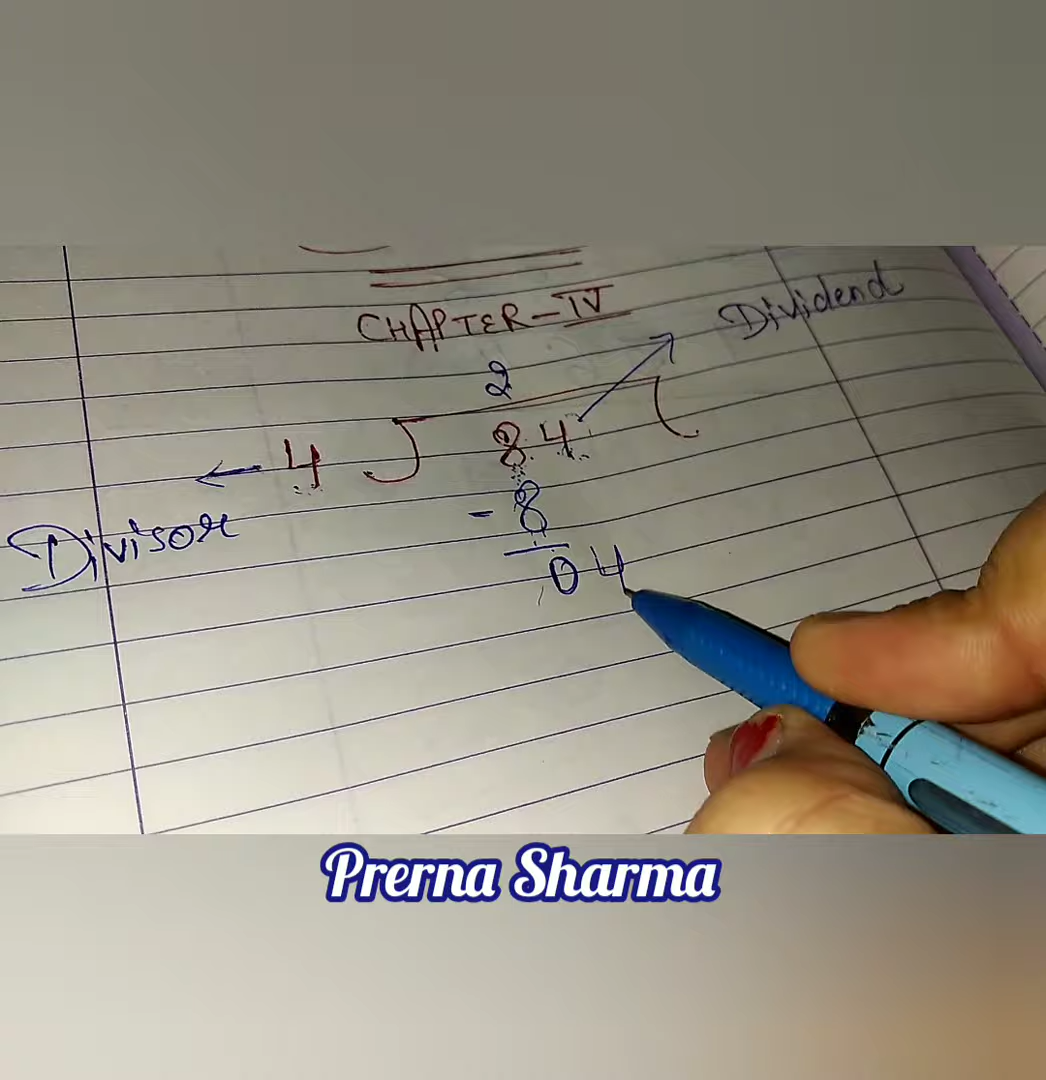 CHAPTER-IV
Dividend
2
4 84
Divisor
- 8
04
Prerna Sharma